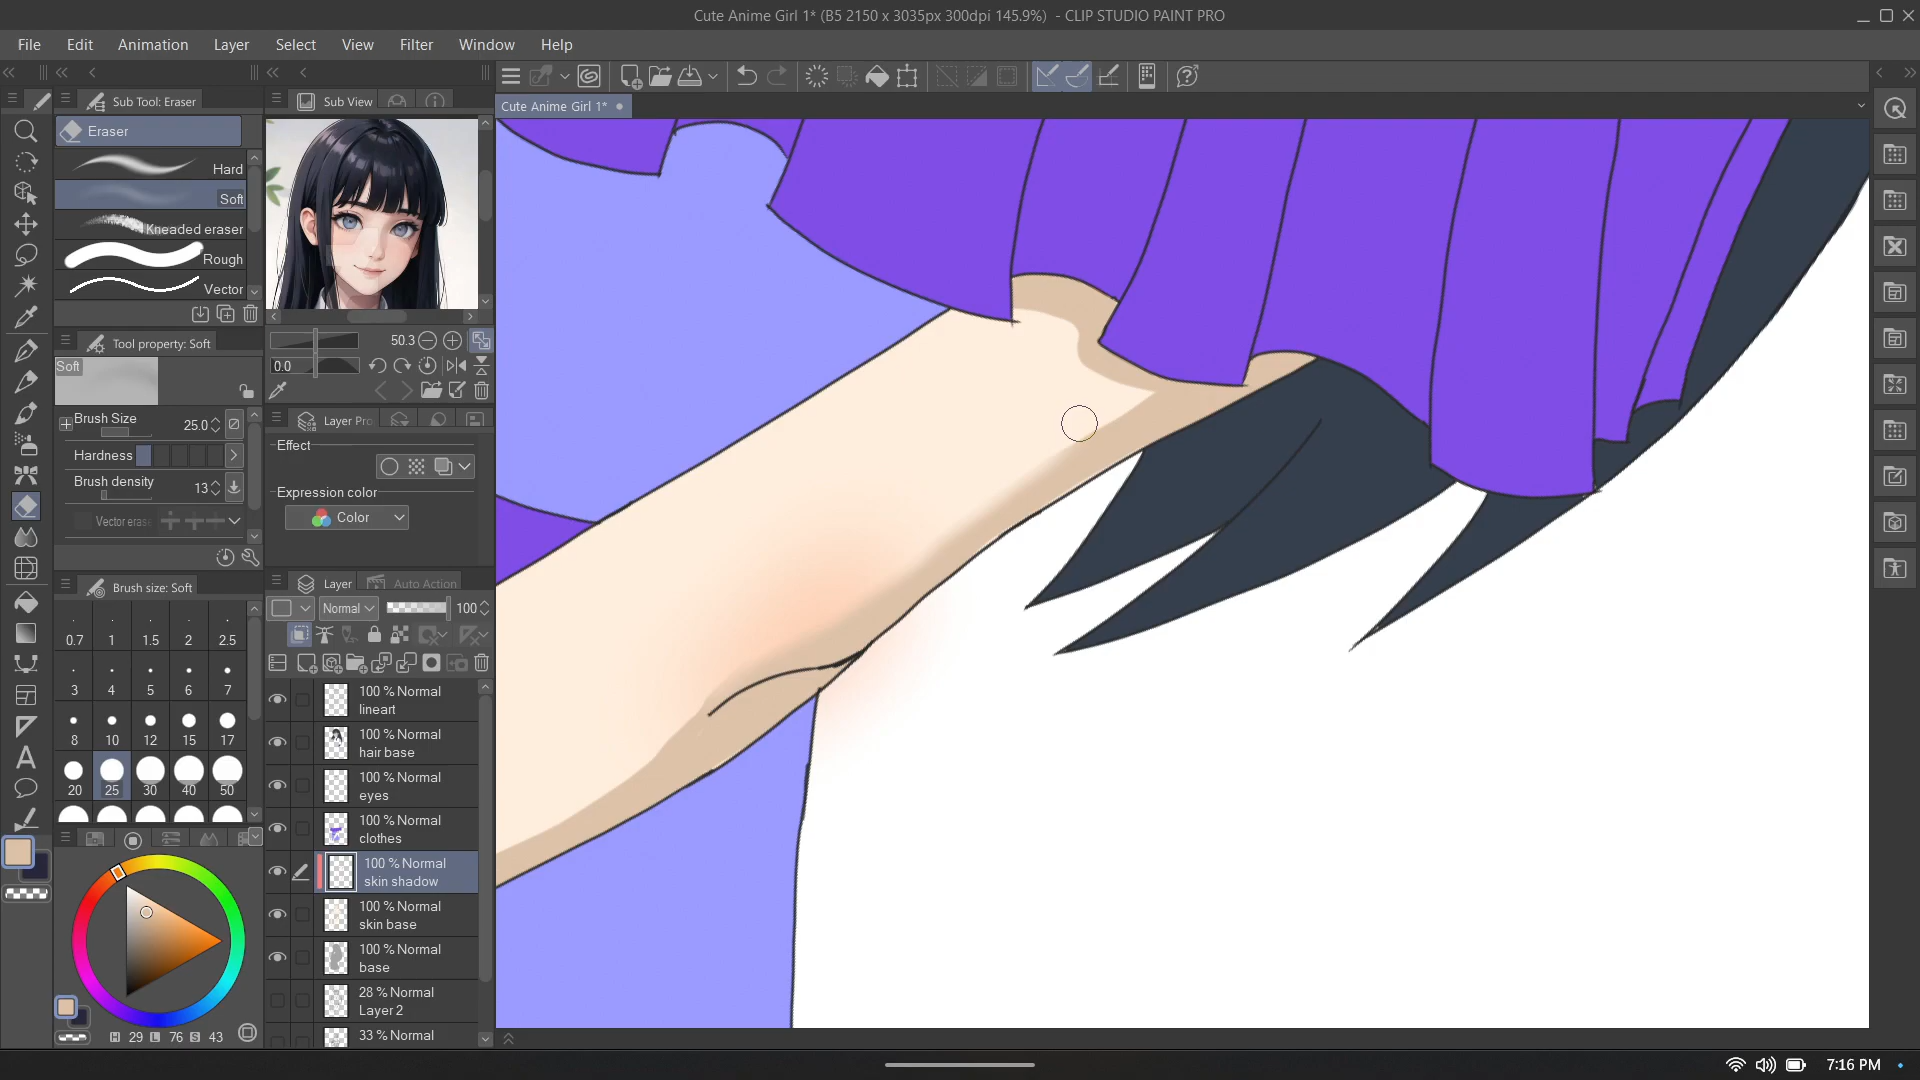 Cute Anime Girl 1* (B5 2150 x 3035px 300dpi 145.9%) - CLIP STUDIO PAINT PRO
File Edit Animation Layer Select View Filter Window Help
Sub Tool: Eraser
Eraser
Hard
Soft
Kneaded eraser
Rough
Vector
Tool property: Soft
Soft
Brush Size 25.0
Hardness
Brush density 13
Vector eras
Brush size: Soft
0.7 1 1.5 2 2.5
3 4 5 6 7
8 10 12 15 17
20 25 30 40 50
H 29 L 76 S 43
Sub View
50.3
0.0
Layer Pro
Effect
Expression color
Color
Layer Auto Action
Normal 100
100 % Normal
lineart
100 % Normal
hair base
100 % Normal
eyes
100 % Normal
clothes
100 % Normal
skin shadow
100 % Normal
skin base
100 % Normal
base
28 % Normal
Layer 2
33 % Normal
Cute Anime Girl 1*
7:16 PM